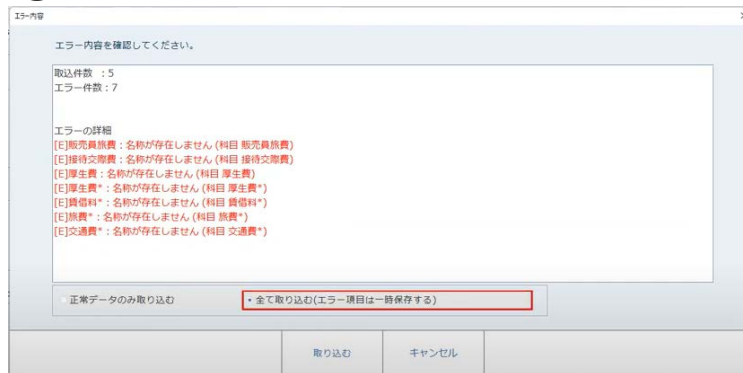 エラー内容
エラー内容を確認してください。
取込件数 ：5
エラー件数：7
エラーの詳細
[E]販売員旅費：名称が存在しません (科目 販売員旅費)
[E]接待交際費：名称が存在しません (科目 接待交際費)
[E]厚生費：名称が存在しません (科目 厚生費)
[E]厚生費*：名称が存在しません (科目 厚生費*)
[E]賃借料*：名称が存在しません (科目 賃借料*)
[E]旅費*：名称が存在しません (科目 旅費*)
[E]交通費*：名称が存在しません (科目 交通費*)
正常データのみ取り込む 全て取り込む(エラー項目は一時保存する)
取り込む キャンセル